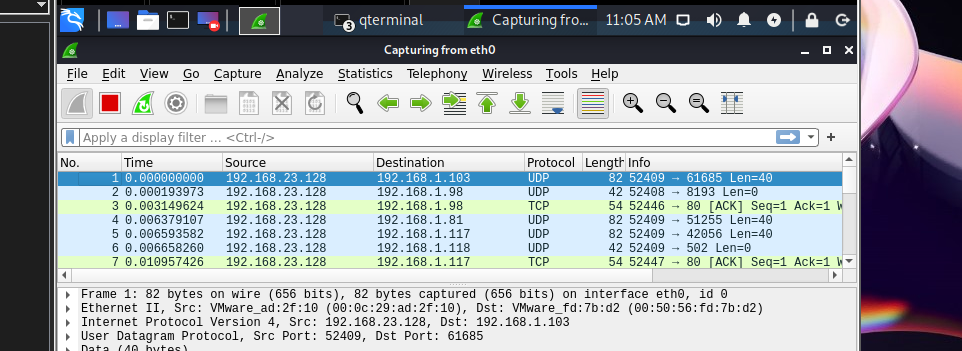 3 qterminal Capturing fro... 11:05 AM
Capturing from eth0
File Edit View Go Capture Analyze Statistics Telephony Wireless Tools Help
Apply a display filter ... <Ctrl-/>
No. Time Source Destination Protocol Length Info
1 0.000000000 192.168.23.128 192.168.1.103 UDP 82 52409 → 61685 Len=40
2 0.000193973 192.168.23.128 192.168.1.98 UDP 42 52408 → 8193 Len=0
3 0.003149624 192.168.23.128 192.168.1.98 TCP 54 52446 → 80 [ACK] Seq=1 Ack=1 W
4 0.006379107 192.168.23.128 192.168.1.81 UDP 82 52409 → 51255 Len=40
5 0.006593582 192.168.23.128 192.168.1.117 UDP 82 52409 → 42056 Len=40
6 0.006658260 192.168.23.128 192.168.1.118 UDP 42 52409 → 502 Len=0
7 0.010957426 192.168.23.128 192.168.1.117 TCP 54 52447 → 80 [ACK] Seq=1 Ack=1 W
Frame 1: 82 bytes on wire (656 bits), 82 bytes captured (656 bits) on interface eth0, id 0
Ethernet II, Src: VMware_ad:2f:10 (00:0c:29:ad:2f:10), Dst: VMware_fd:7b:d2 (00:50:56:fd:7b:d2)
Internet Protocol Version 4, Src: 192.168.23.128, Dst: 192.168.1.103
User Datagram Protocol, Src Port: 52409, Dst Port: 61685
Data (40 bytes)